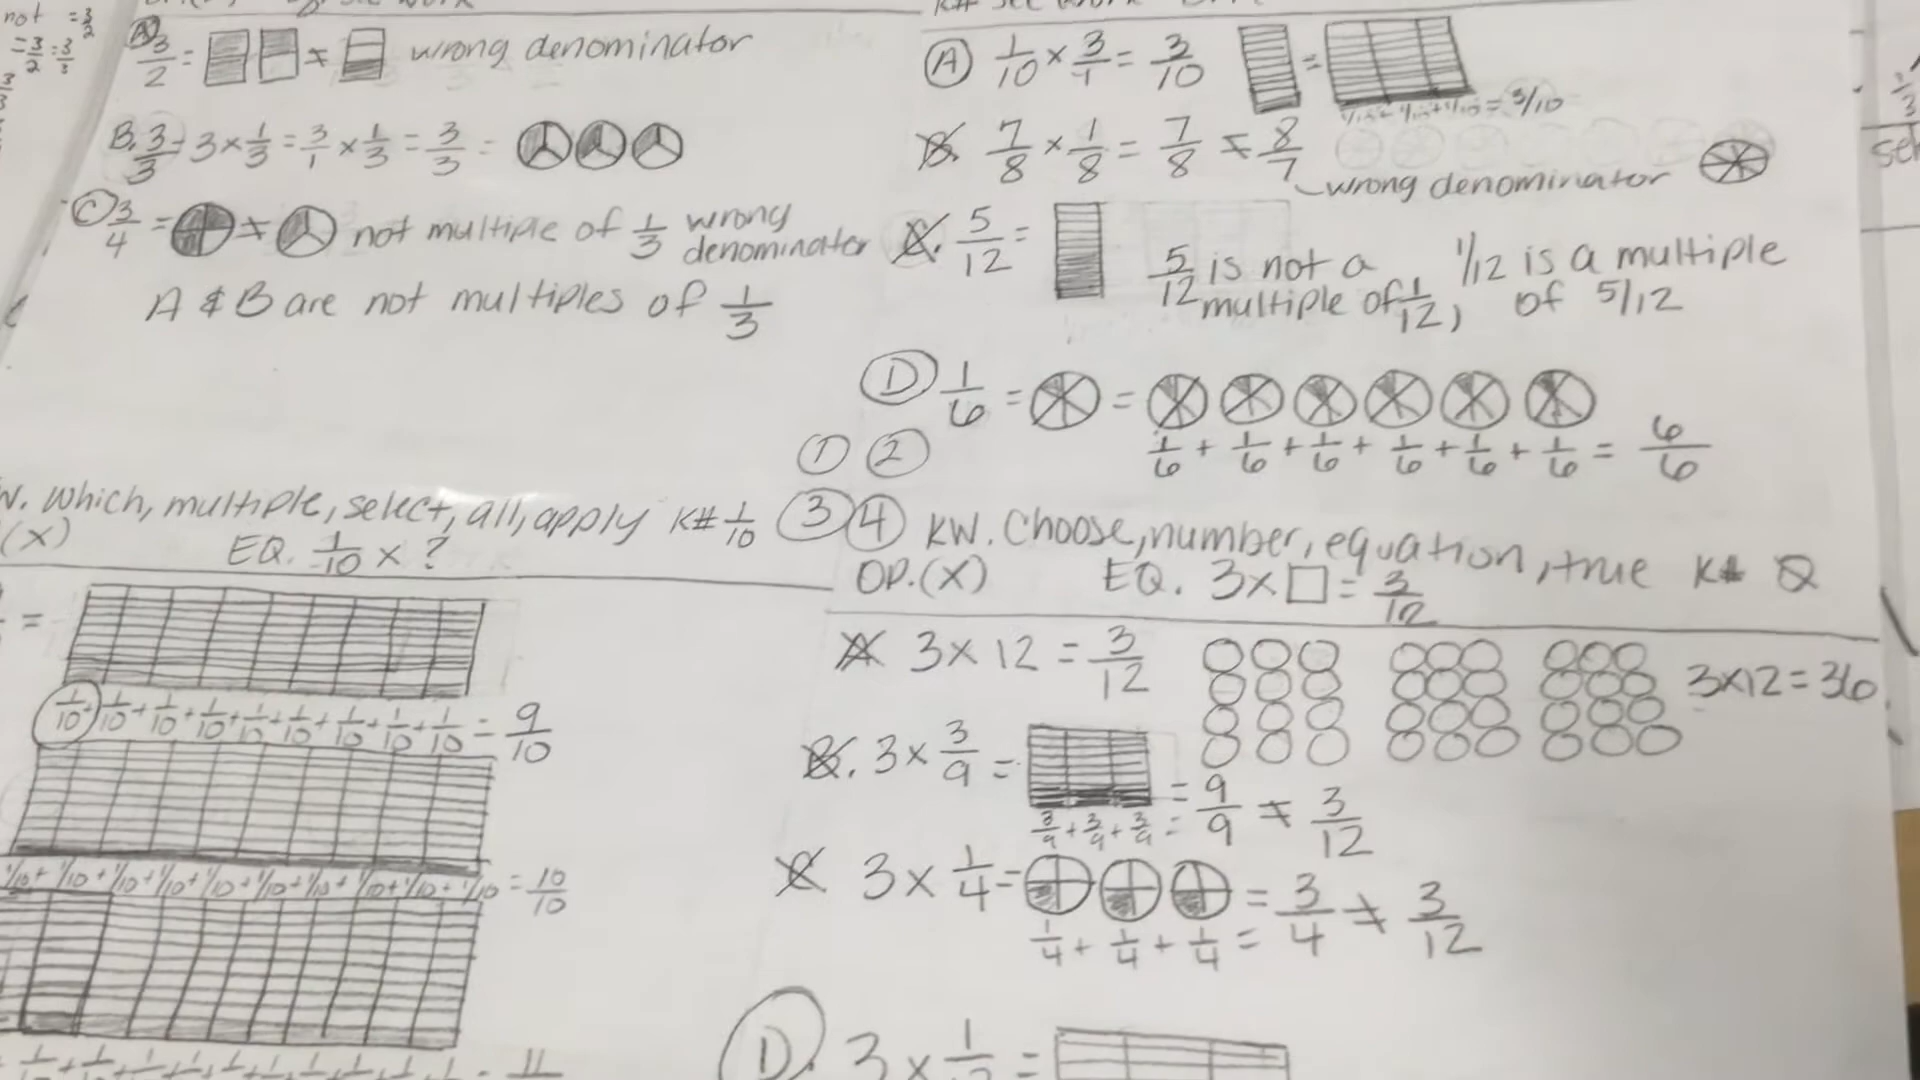 not = 3/2
= 3/2 = 3/3
(A) 3/2 = ≠ wrong denominator
B. 3/3 = 3 x 1/3 = 3/1 x 1/3 = 3/3 =
(C) 3/4 = ≠ not multiple of 1/3 wrong denominator
A & B are not multiples of 1/3
(A) 1/10 x 3/1 = 3/10 =
1/10 + 1/10 + 1/10 = 3/10
B. 7/8 x 1/8 = 7/8 ≠ 8/7
wrong denominator
C. 5/12 = 5/12 is not a multiple of 1/12, 1/12 is a multiple of 5/12
(D) 1/6 = =
1/6 + 1/6 + 1/6 + 1/6 + 1/6 + 1/6 = 6/6
(1) (2)
(3) (4)
W. Which, multiple, select, all, apply K# 1/10
(x) EQ. 1/10 x ?
=
1/10 + 1/10 + 1/10 + 1/10 + 1/10 + 1/10 + 1/10 + 1/10 + 1/10 = 9/10
1/10 + 1/10 + 1/10 + 1/10 + 1/10 + 1/10 + 1/10 + 1/10 + 1/10 + 1/10 = 10/10
KW. Choose, number, equation, true K#
OP. (x) EQ. 3 x □ = 3/12
A 3 x 12 = 3/12 3x12 = 36
B. 3 x 3/9 = = 9/9 ≠ 3/12
3/9 + 3/9 + 3/9 =
C 3 x 1/4 = = 3/4 ≠ 3/12
1/4 + 1/4 + 1/4 =
(D). 3 x